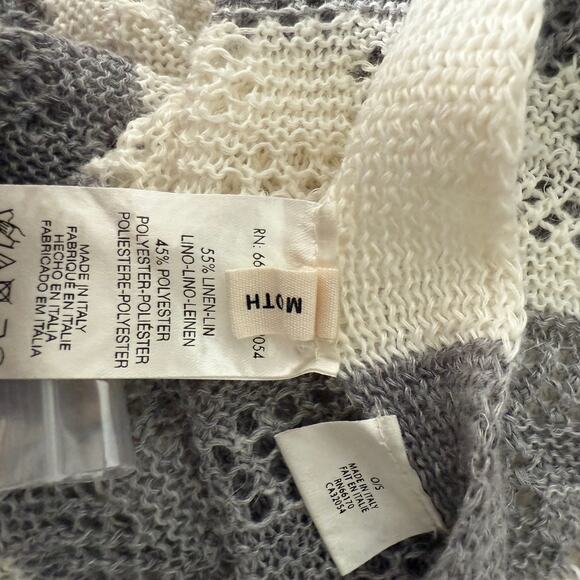 RN: 66
054
MOTH
55% LINEN-LIN
LINO-LINO-LEINEN
45% POLYESTER
POLYESTER-POLIÉSTER
POLIESTERE-POLYESTER
MADE IN ITALY
FABRIQUÉ EN ITALIE
HECHO EN ITALIA
FABRICADO EM ITALIA
O/S
MADE IN ITALY
FAIT EN ITALIE
RN66170
CA32054